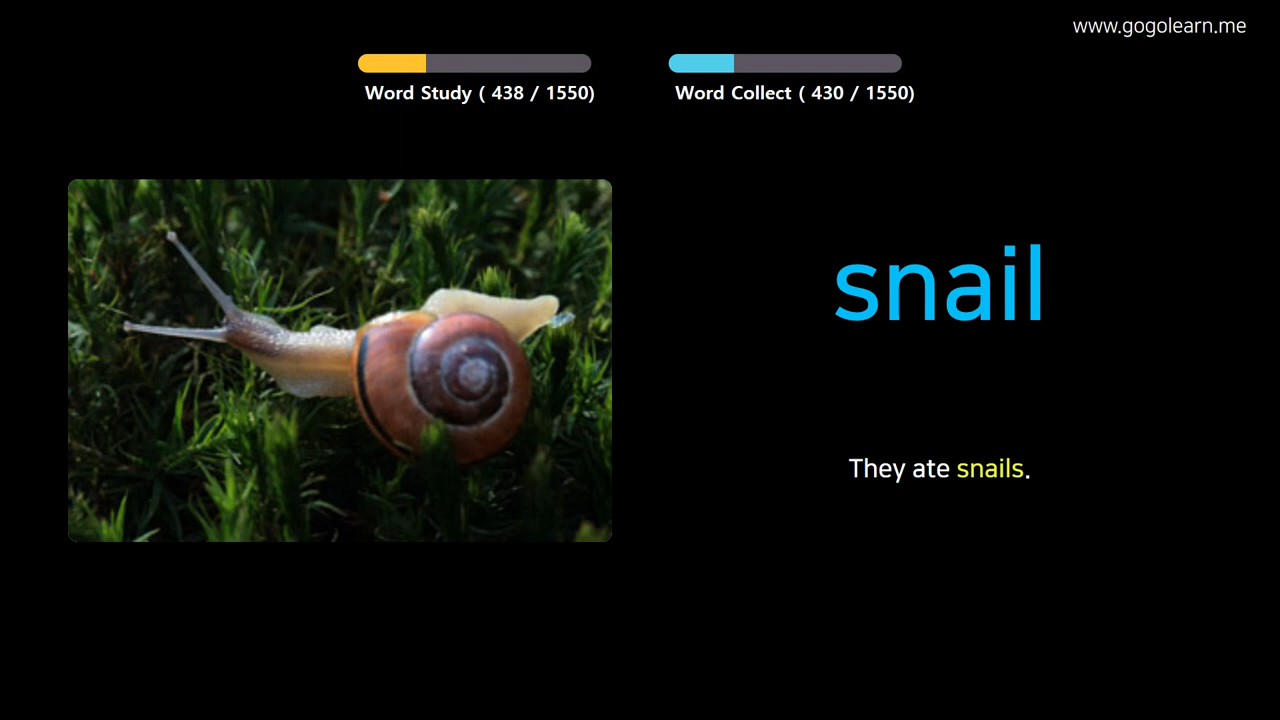 www.gogolearn.me
Word Study ( 438 / 1550)
Word Collect ( 430 / 1550)
snail
They ate snails.